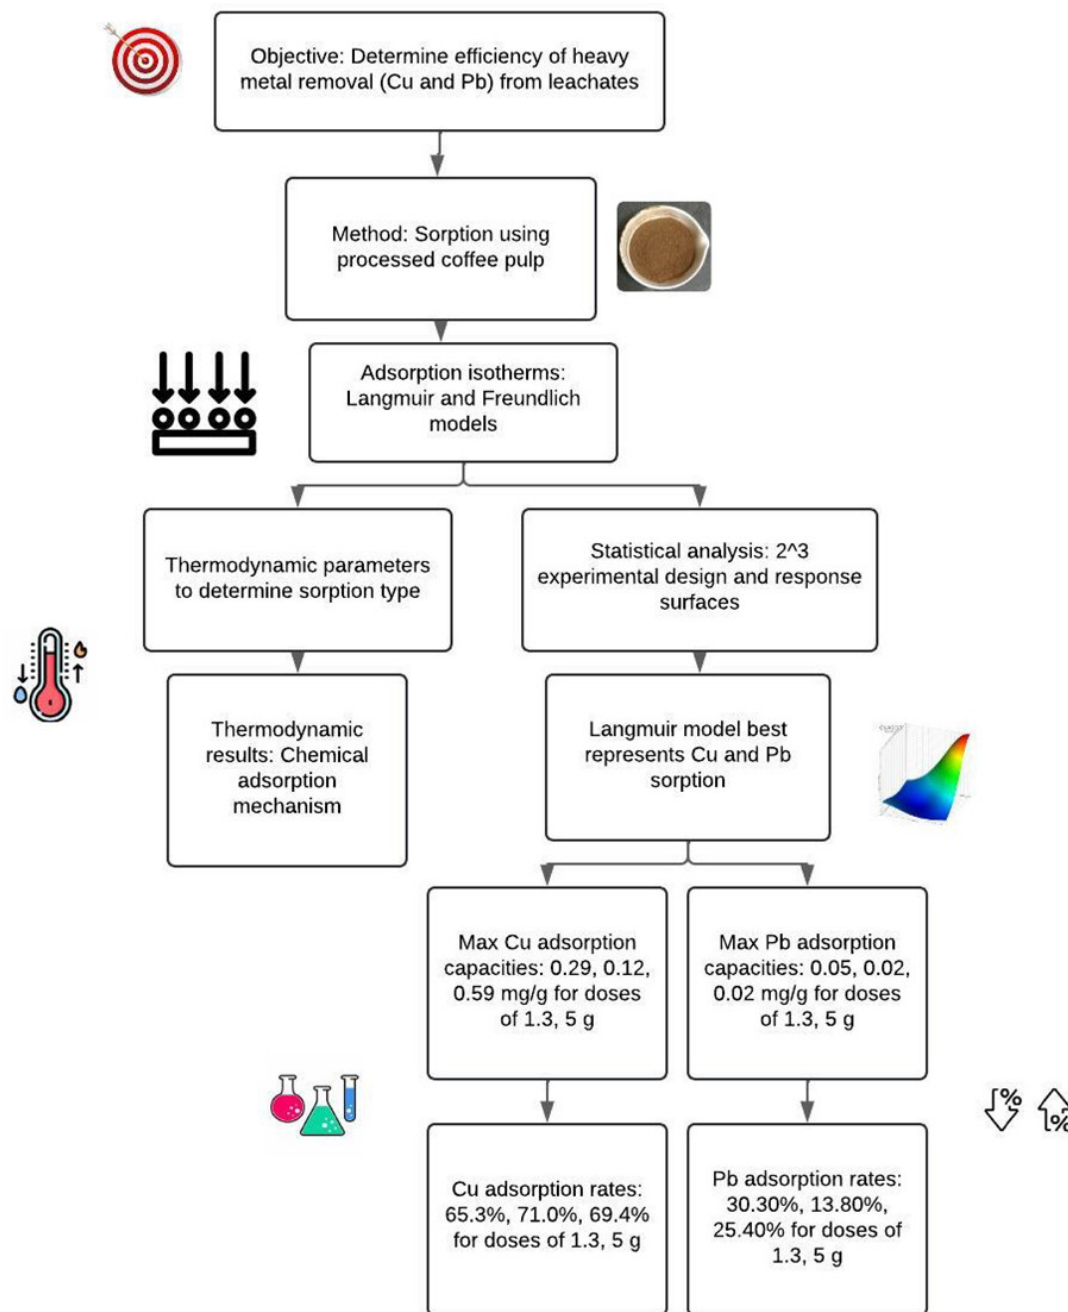 Objective: Determine efficiency of heavy
metal removal (Cu and Pb) from leachates
Method: Sorption using
processed coffee pulp
Adsorption isotherms:
Langmuir and Freundlich
models
Thermodynamic parameters
to determine sorption type
Statistical analysis: 2^3
experimental design and response
surfaces
Thermodynamic
results: Chemical
adsorption
mechanism
Langmuir model best
represents Cu and Pb
sorption
Max Cu adsorption
capacities: 0.29, 0.12,
0.59 mg/g for doses
of 1.3, 5 g
Max Pb adsorption
capacities: 0.05, 0.02,
0.02 mg/g for doses
of 1.3, 5 g
Cu adsorption rates:
65.3%, 71.0%, 69.4%
for doses of 1.3, 5 g
Pb adsorption rates:
30.30%, 13.80%,
25.40% for doses of
1.3, 5 g
%
%